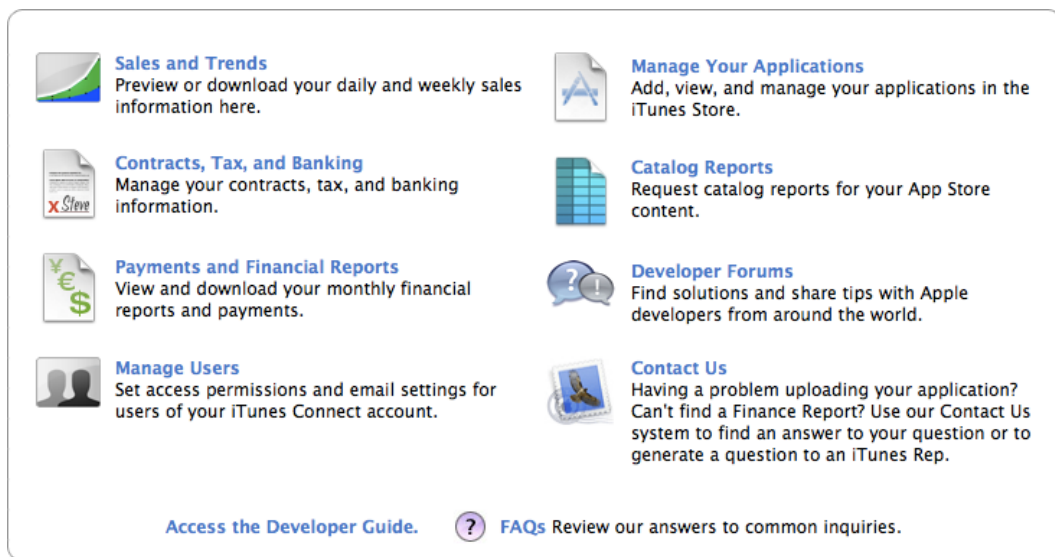 Sales and Trends
Preview or download your daily and weekly sales
information here.
Contracts, Tax, and Banking
Manage your contracts, tax, and banking
information.
X Steve
Payments and Financial Reports
View and download your monthly financial
reports and payments.
¥
€
$
Manage Users
Set access permissions and email settings for
users of your iTunes Connect account.
Manage Your Applications
Add, view, and manage your applications in the
iTunes Store.
Catalog Reports
Request catalog reports for your App Store
content.
Developer Forums
Find solutions and share tips with Apple
developers from around the world.
? !
Contact Us
Having a problem uploading your application?
Can't find a Finance Report? Use our Contact Us
system to find an answer to your question or to
generate a question to an iTunes Rep.
Access the Developer Guide. ? FAQs Review our answers to common inquiries.